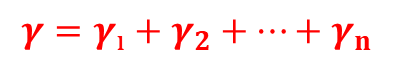 γ = γ₁ + γ₂ + ⋯ + γₙ